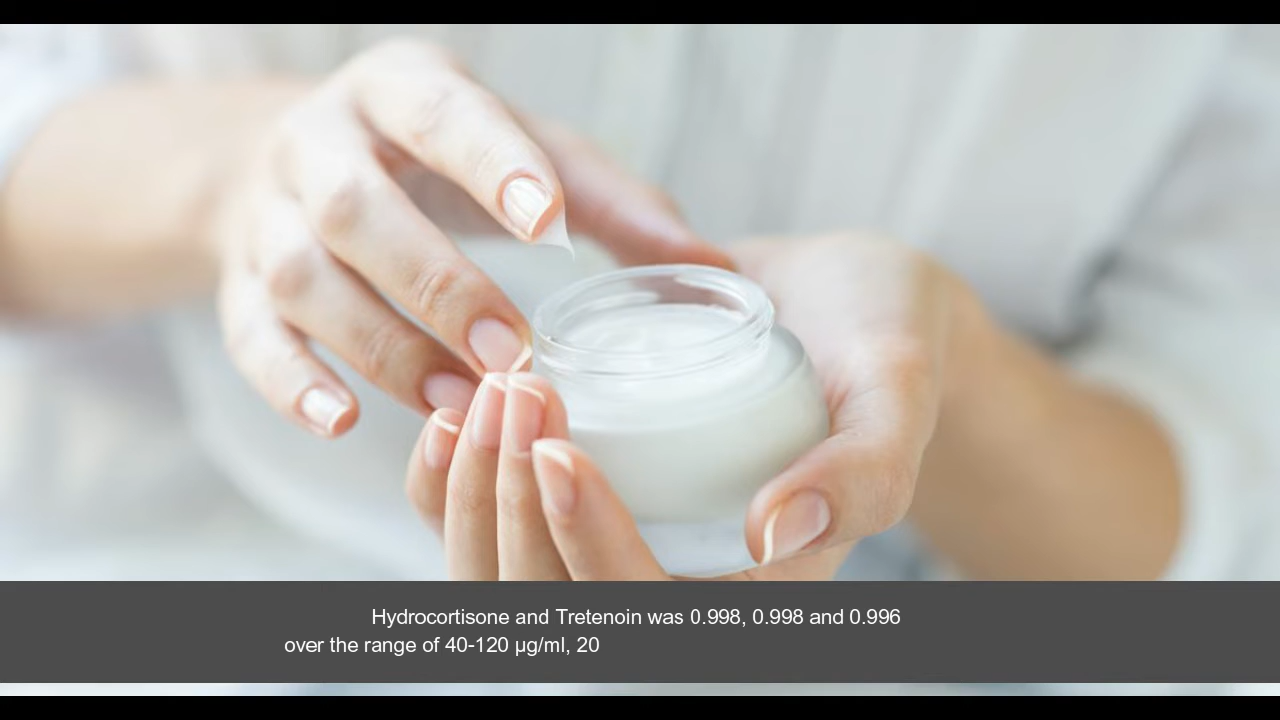 Hydrocortisone and Tretenoin was 0.998, 0.998 and 0.996
over the range of 40-120 μg/ml, 20